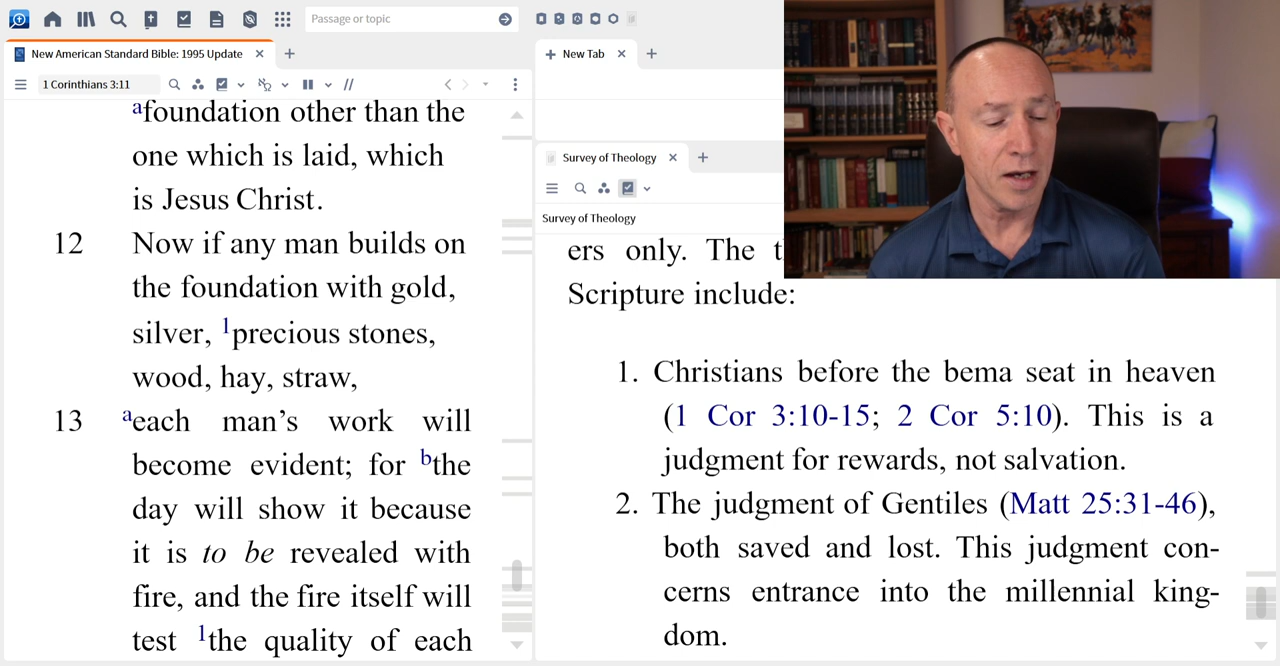 Passage or topic
New American Standard Bible: 1995 Update
1 Corinthians 3:11
afoundation other than the
one which is laid, which
is Jesus Christ.
12 Now if any man builds on
the foundation with gold,
silver, 1precious stones,
wood, hay, straw,
13 aeach man’s work will
become evident; for bthe
day will show it because
it is to be revealed with
fire, and the fire itself will
test 1the quality of each
New Tab
Survey of Theology
Survey of Theology
ers only. The t
Scripture include:
1. Christians before the bema seat in heaven
(1 Cor 3:10-15; 2 Cor 5:10). This is a
judgment for rewards, not salvation.
2. The judgment of Gentiles (Matt 25:31-46),
both saved and lost. This judgment con-
cerns entrance into the millennial king-
dom.